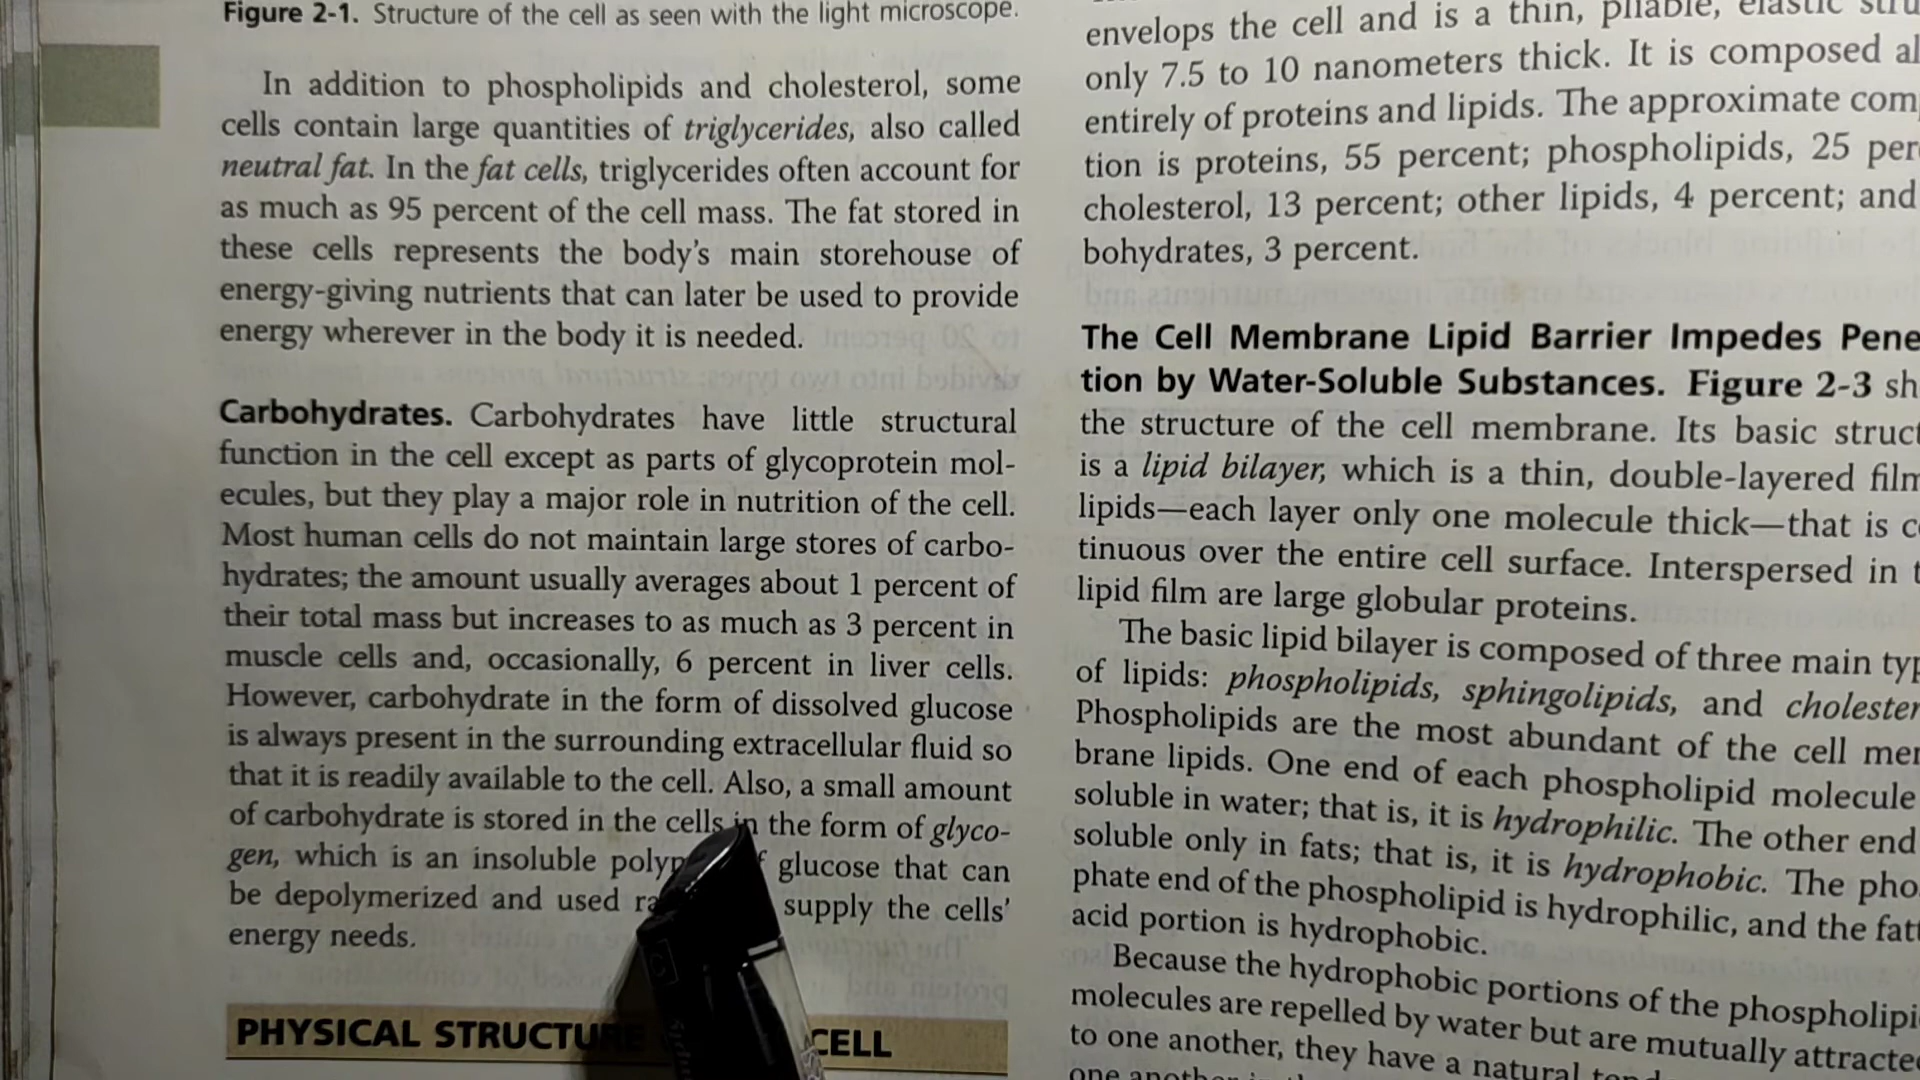 Figure 2-1. Structure of the cell as seen with the light microscope.
In addition to phospholipids and cholesterol, some
cells contain large quantities of triglycerides, also called
neutral fat. In the fat cells, triglycerides often account for
as much as 95 percent of the cell mass. The fat stored in
these cells represents the body's main storehouse of
energy-giving nutrients that can later be used to provide
energy wherever in the body it is needed.
Carbohydrates. Carbohydrates have little structural
function in the cell except as parts of glycoprotein mol-
ecules, but they play a major role in nutrition of the cell.
Most human cells do not maintain large stores of carbo-
hydrates; the amount usually averages about 1 percent of
their total mass but increases to as much as 3 percent in
muscle cells and, occasionally, 6 percent in liver cells.
However, carbohydrate in the form of dissolved glucose
is always present in the surrounding extracellular fluid so
that it is readily available to the cell. Also, a small amount
of carbohydrate is stored in the cells in the form of glyco-
gen, which is an insoluble glucose that can
be depolymerized and used supply the cells'
energy needs.
PHYSICAL CELL
envelops the cell and is a thin, pliable, elastic
only 7.5 to 10 nanometers thick. It is composed
entirely of proteins and lipids. The approximate
tion is proteins, 55 percent; phospholipids, 25
cholesterol, 13 percent; other lipids, 4 percent; and
bohydrates, 3 percent.
The Cell Membrane Lipid Barrier Impedes
tion by Water-Soluble Substances. Figure 2-3
the structure of the cell membrane. Its basic
is a lipid bilayer, which is a thin, double-layered
lipids—each layer only one molecule thick—that is
tinuous over the entire cell surface. Interspersed in
lipid film are large globular proteins.
The basic lipid bilayer is composed of three main
of lipids: phospholipids, sphingolipids, and
Phospholipids are the most abundant of the cell
brane lipids. One end of each phospholipid molecule
soluble in water; that is, it is hydrophilic. The other end
soluble only in fats; that is, it is hydrophobic. The
phate end of the phospholipid is hydrophilic, and the
acid portion is hydrophobic.
Because the hydrophobic portions of the
molecules are repelled by water but are mutually
to one another, they have a natural